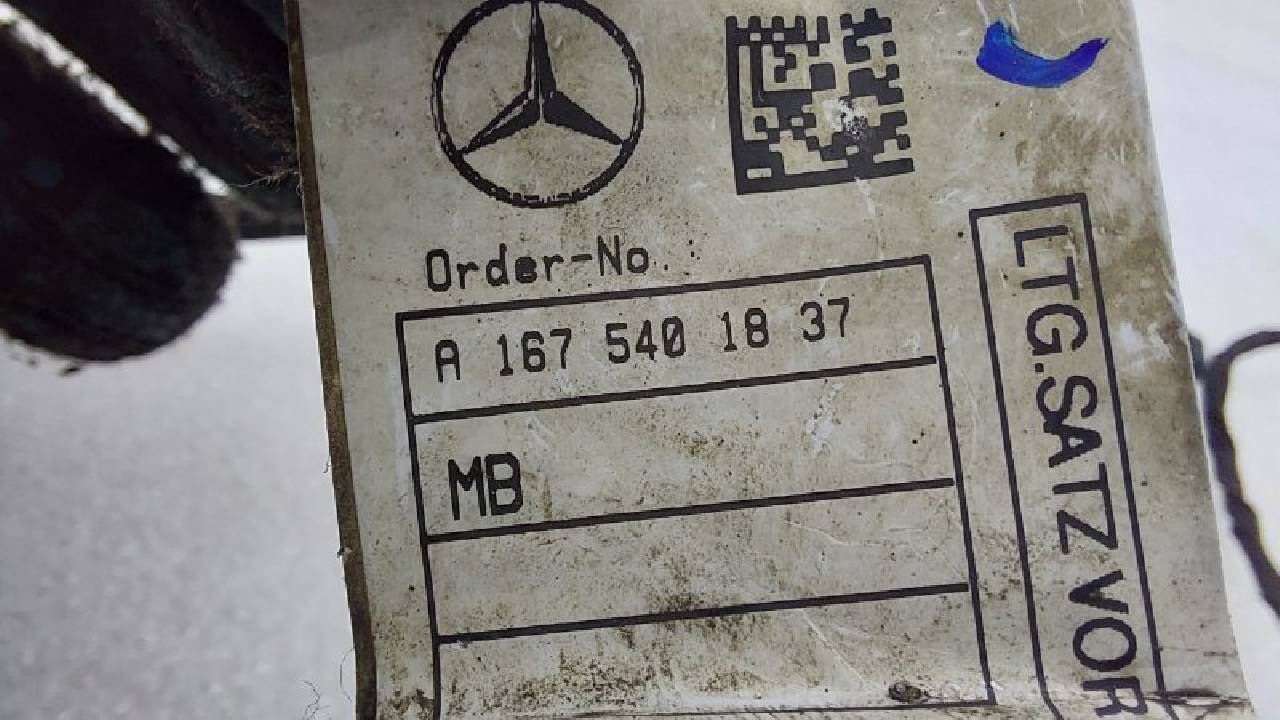 Order-No.
A 167 540 18 37
MB
LTG.SATZ VOR